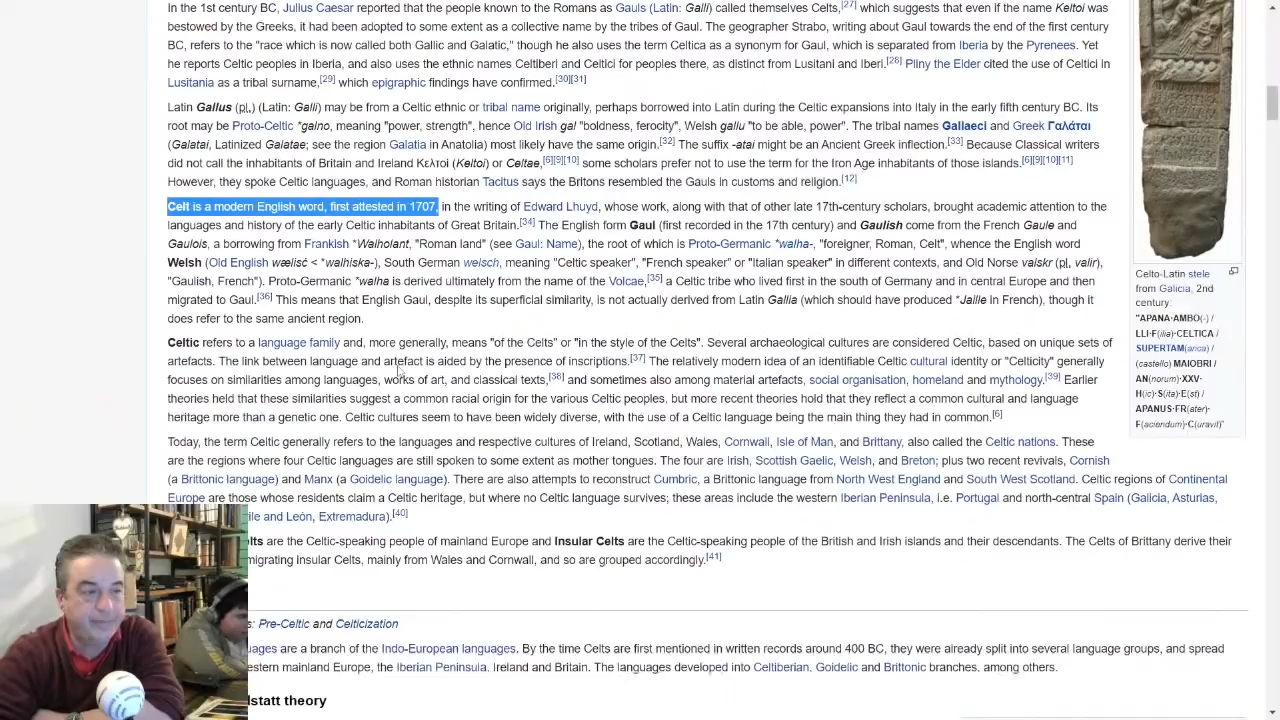 In the 1st century BC, Julius Caesar reported that the people known to the Romans as Gauls (Latin: Galli) called themselves Celts,[27] which suggests that even if the name Keltoi was
bestowed by the Greeks, it had been adopted to some extent as a collective name by the tribes of Gaul. The geographer Strabo, writing about Gaul towards the end of the first century
BC, refers to the "race which is now called both Gallic and Galatic," though he also uses the term Celtica as a synonym for Gaul, which is separated from Iberia by the Pyrenees. Yet
he reports Celtic peoples in Iberia, and also uses the ethnic names Celtiberi and Celtici for peoples there, as distinct from Lusitani and Iberi.[28] Pliny the Elder cited the use of Celtici in
Lusitania as a tribal surname,[29] which epigraphic findings have confirmed.[30][31]
Latin Gallus (pl.) (Latin: Galli) may be from a Celtic ethnic or tribal name originally, perhaps borrowed into Latin during the Celtic expansions into Italy in the early fifth century BC. Its
root may be Proto-Celtic *galno, meaning "power, strength", hence Old Irish gal "boldness, ferocity", Welsh gallu "to be able, power". The tribal names Gallaeci and Greek Γαλάται
(Galatai, Latinized Galatae; see the region Galatia in Anatolia) most likely have the same origin.[32] The suffix -atai might be an Ancient Greek inflection.[33] Because Classical writers
did not call the inhabitants of Britain and Ireland Κελτοί (Keltoi) or Celtae,[6][9][10] some scholars prefer not to use the term for the Iron Age inhabitants of those islands.[6][9][10][11]
However, they spoke Celtic languages, and Roman historian Tacitus says the Britons resembled the Gauls in customs and religion.[12]
Celt is a modern English word, first attested in 1707, in the writing of Edward Lhuyd, whose work, along with that of other late 17th-century scholars, brought academic attention to the
languages and history of the early Celtic inhabitants of Great Britain.[34] The English form Gaul (first recorded in the 17th century) and Gaulish come from the French Gaule and
Gaulois, a borrowing from Frankish *Walholant, "Roman land" (see Gaul: Name), the root of which is Proto-Germanic *walha-, "foreigner, Roman, Celt", whence the English word
Welsh (Old English wælisċ < *walhiska-), South German welsch, meaning "Celtic speaker", "French speaker" or "Italian speaker" in different contexts, and Old Norse valskr (pl. valir),
"Gaulish, French"). Proto-Germanic *walha is derived ultimately from the name of the Volcae,[35] a Celtic tribe who lived first in the south of Germany and in central Europe and then
migrated to Gaul.[36] This means that English Gaul, despite its superficial similarity, is not actually derived from Latin Gallia (which should have produced *Jaille in French), though it
does refer to the same ancient region.
Celtic refers to a language family and, more generally, means "of the Celts" or "in the style of the Celts". Several archaeological cultures are considered Celtic, based on unique sets of
artefacts. The link between language and artefact is aided by the presence of inscriptions.[37] The relatively modern idea of an identifiable Celtic cultural identity or "Celticity" generally
focuses on similarities among languages, works of art, and classical texts,[38] and sometimes also among material artefacts, social organisation, homeland and mythology.[39] Earlier
theories held that these similarities suggest a common racial origin for the various Celtic peoples, but more recent theories hold that they reflect a common cultural and language
heritage more than a genetic one. Celtic cultures seem to have been widely diverse, with the use of a Celtic language being the main thing they had in common.[6]
Today, the term Celtic generally refers to the languages and respective cultures of Ireland, Scotland, Wales, Cornwall, Isle of Man, and Brittany, also called the Celtic nations. These
are the regions where four Celtic languages are still spoken to some extent as mother tongues. The four are Irish, Scottish Gaelic, Welsh, and Breton; plus two recent revivals, Cornish
(a Brittonic language) and Manx (a Goidelic language). There are also attempts to reconstruct Cumbric, a Brittonic language from North West England and South West Scotland. Celtic regions of Continental
Europe are those whose residents claim a Celtic heritage, but where no Celtic language survives; these areas include the western Iberian Peninsula, i.e. Portugal and north-central Spain (Galicia, Asturias,
ile and León, Extremadura).[40]
lts are the Celtic-speaking people of mainland Europe and Insular Celts are the Celtic-speaking people of the British and Irish islands and their descendants. The Celts of Brittany derive their
migrating insular Celts, mainly from Wales and Cornwall, and so are grouped accordingly.[41]
s: Pre-Celtic and Celticization
uages are a branch of the Indo-European languages. By the time Celts are first mentioned in written records around 400 BC, they were already split into several language groups, and spread
estern mainland Europe, the Iberian Peninsula, Ireland and Britain. The languages developed into Celtiberian, Goidelic and Brittonic branches, among others.
lstatt theory
Celto-Latin stele
from Galicia, 2nd
century:
"APANA·AMBO(-) /
LLI·F(ilia)·CELTICA /
SUPERTAM(arica) /
(castello) MAIOBRI /
AN(norum)·XXV·
H(ic)·S(ita)·E(st) /
APANUS·FR(ater)·
F(aciendum)·C(uravit)"